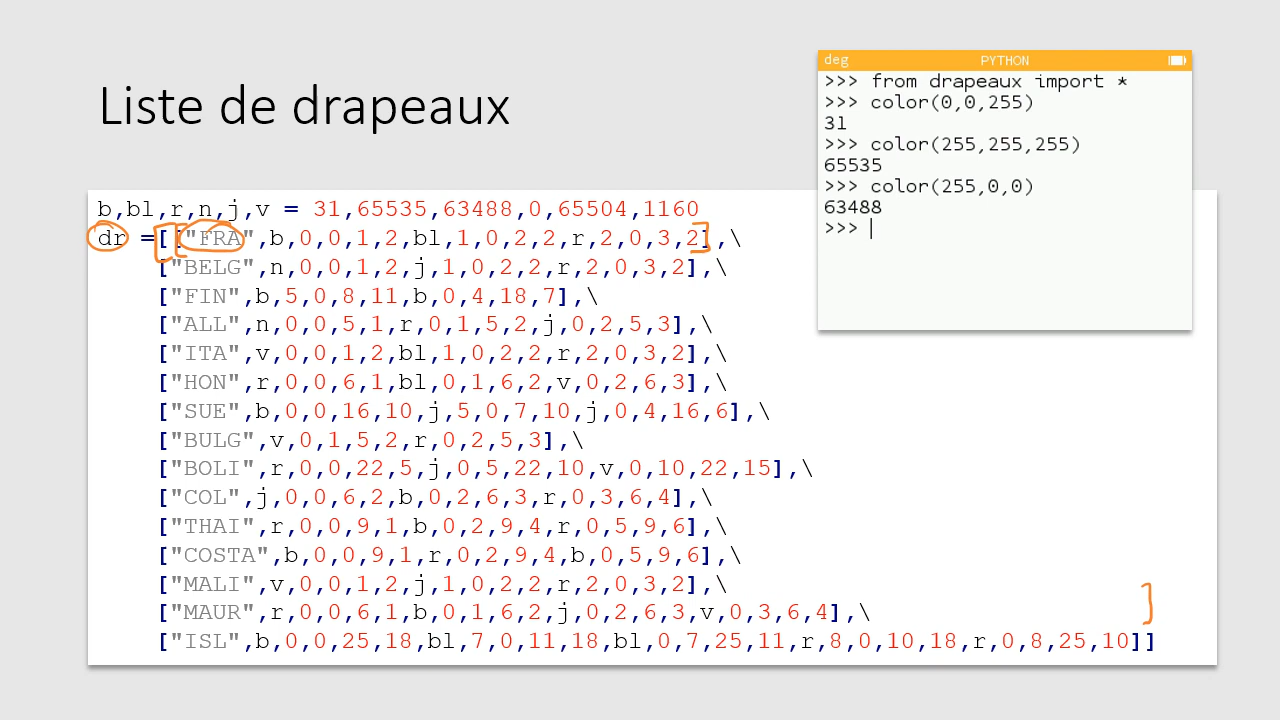 Liste de drapeaux
deg PYTHON
>>> from drapeaux import *
>>> color(0,0,255)
31
>>> color(255,255,255)
65535
>>> color(255,0,0)
63488
>>>
b,bl,r,n,j,v = 31,65535,63488,0,65504,1160
dr =[["FRA",b,0,0,1,2,bl,1,0,2,2,r,2,0,3,2],\
["BELG",n,0,0,1,2,j,1,0,2,2,r,2,0,3,2],\
["FIN",b,5,0,8,11,b,0,4,18,7],\
["ALL",n,0,0,5,1,r,0,1,5,2,j,0,2,5,3],\
["ITA",v,0,0,1,2,bl,1,0,2,2,r,2,0,3,2],\
["HON",r,0,0,6,1,bl,0,1,6,2,v,0,2,6,3],\
["SUE",b,0,0,16,10,j,5,0,7,10,j,0,4,16,6],\
["BULG",v,0,1,5,2,r,0,2,5,3],\
["BOLI",r,0,0,22,5,j,0,5,22,10,v,0,10,22,15],\
["COL",j,0,0,6,2,b,0,2,6,3,r,0,3,6,4],\
["THAI",r,0,0,9,1,b,0,2,9,4,r,0,5,9,6],\
["COSTA",b,0,0,9,1,r,0,2,9,4,b,0,5,9,6],\
["MALI",v,0,0,1,2,j,1,0,2,2,r,2,0,3,2],\
["MAUR",r,0,0,6,1,b,0,1,6,2,j,0,2,6,3,v,0,3,6,4],\
["ISL",b,0,0,25,18,bl,7,0,11,18,bl,0,7,25,11,r,8,0,10,18,r,0,8,25,10]]